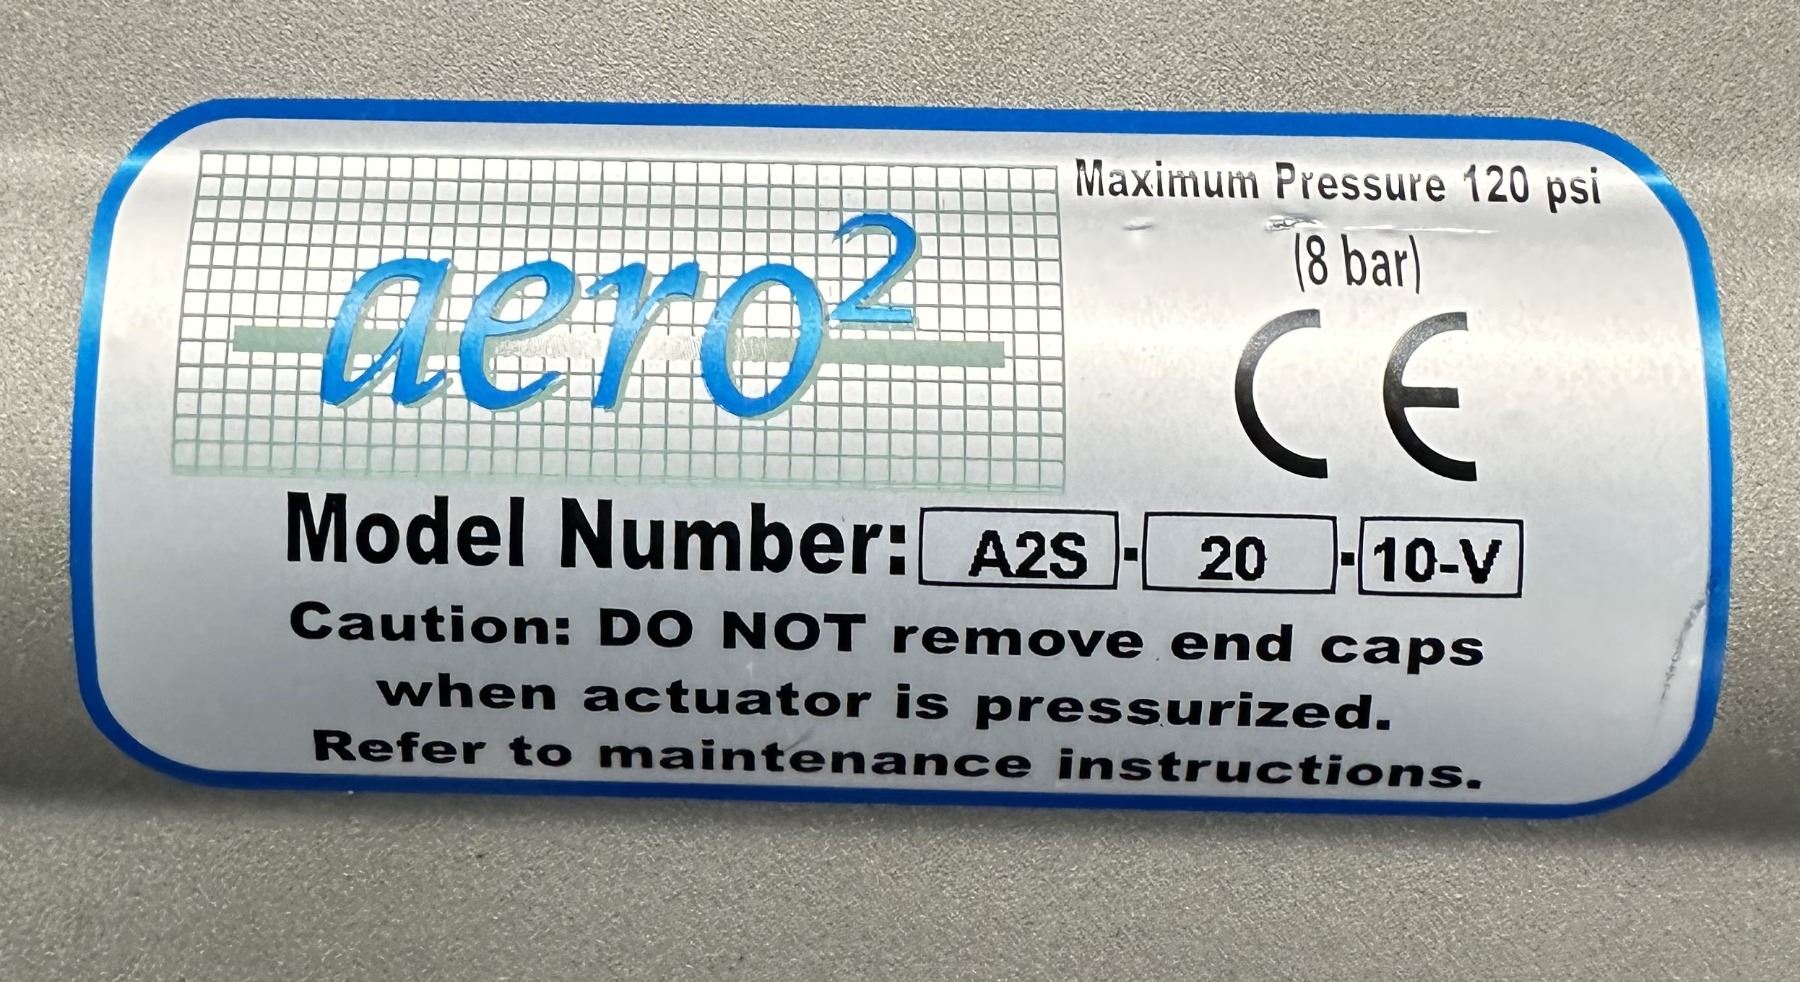 aero²
Maximum Pressure 120 psi
(8 bar)
CE
Model Number: A2S - 20 - 10-V
Caution: DO NOT remove end caps
when actuator is pressurized.
Refer to maintenance instructions.